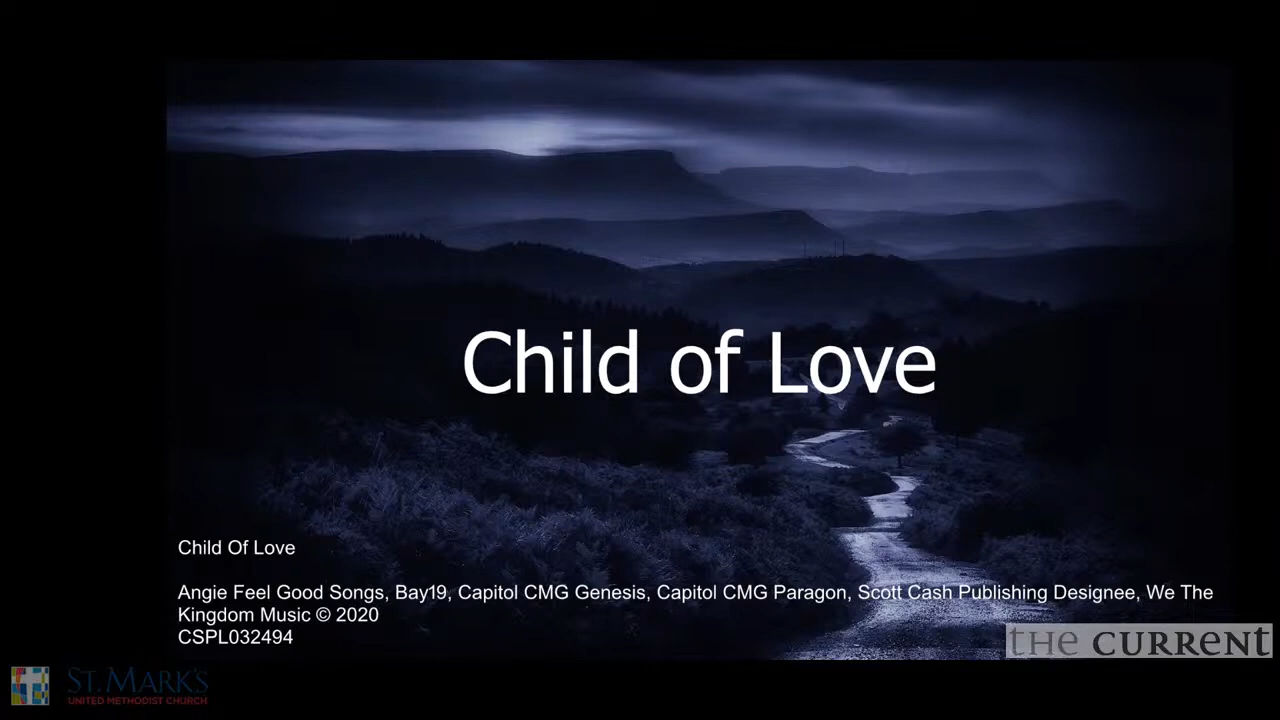 Child of Love
Child Of Love
Angie Feel Good Songs, Bay19, Capitol CMG Genesis, Capitol CMG Paragon, Scott Cash Publishing Designee, We The
Kingdom Music © 2020
CSPL032494
the current
St. Mark's
UNITED METHODIST CHURCH